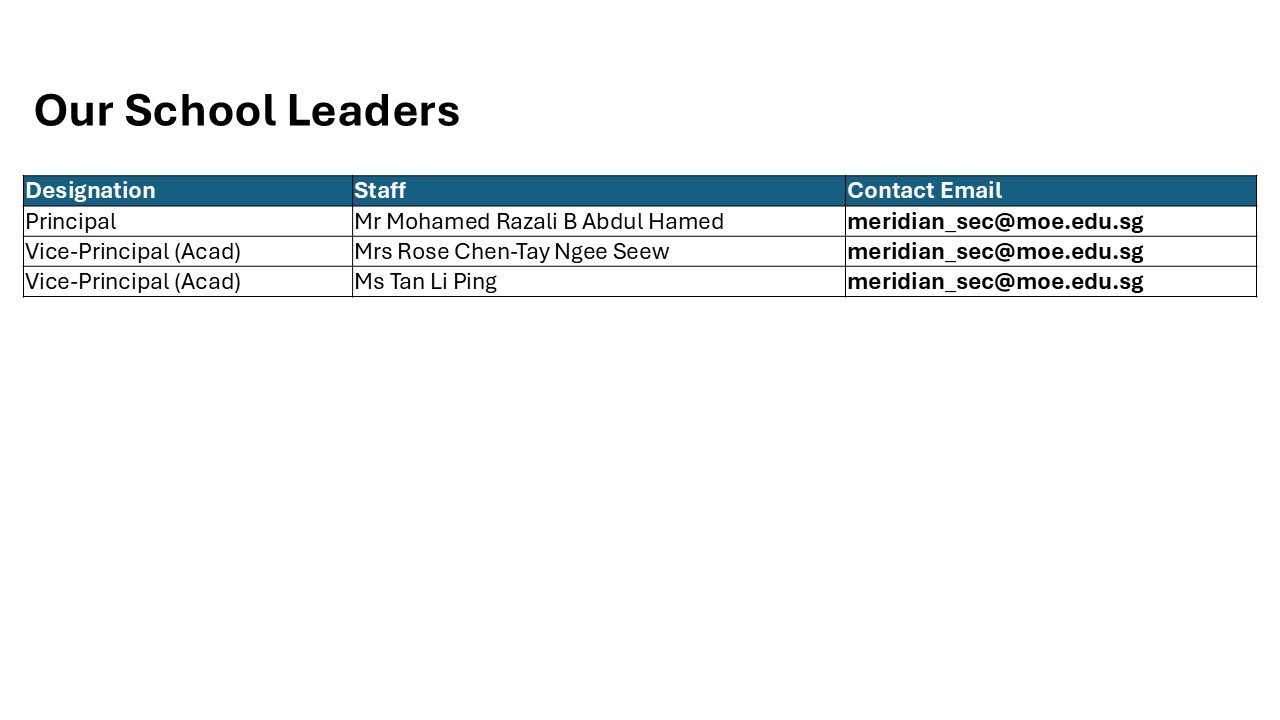 Our School Leaders
Designation Staff Contact Email
Principal Mr Mohamed Razali B Abdul Hamed meridian_sec@moe.edu.sg
Vice-Principal (Acad) Mrs Rose Chen-Tay Ngee Seew meridian_sec@moe.edu.sg
Vice-Principal (Acad) Ms Tan Li Ping meridian_sec@moe.edu.sg